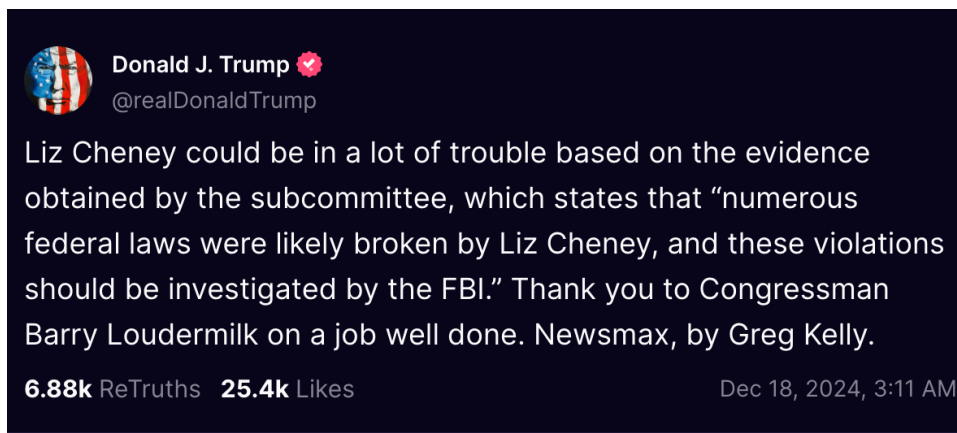 Donald J. Trump
@realDonaldTrump
Liz Cheney could be in a lot of trouble based on the evidence
obtained by the subcommittee, which states that “numerous
federal laws were likely broken by Liz Cheney, and these violations
should be investigated by the FBI.” Thank you to Congressman
Barry Loudermilk on a job well done. Newsmax, by Greg Kelly.
6.88k ReTruths 25.4k Likes Dec 18, 2024, 3:11 AM